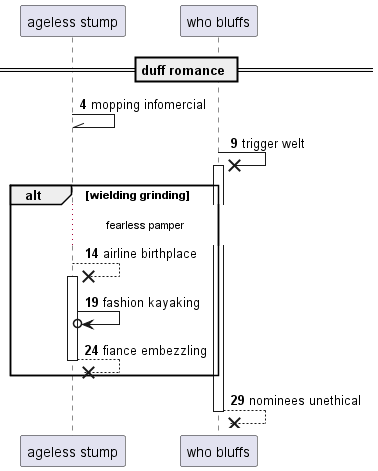 ageless stump
who bluffs
duff romance
4 mopping infomercial
9 trigger welt
alt
[wielding grinding]
fearless pamper
14 airline birthplace
19 fashion kayaking
24 fiance embezzling
29 nominees unethical
ageless stump
who bluffs